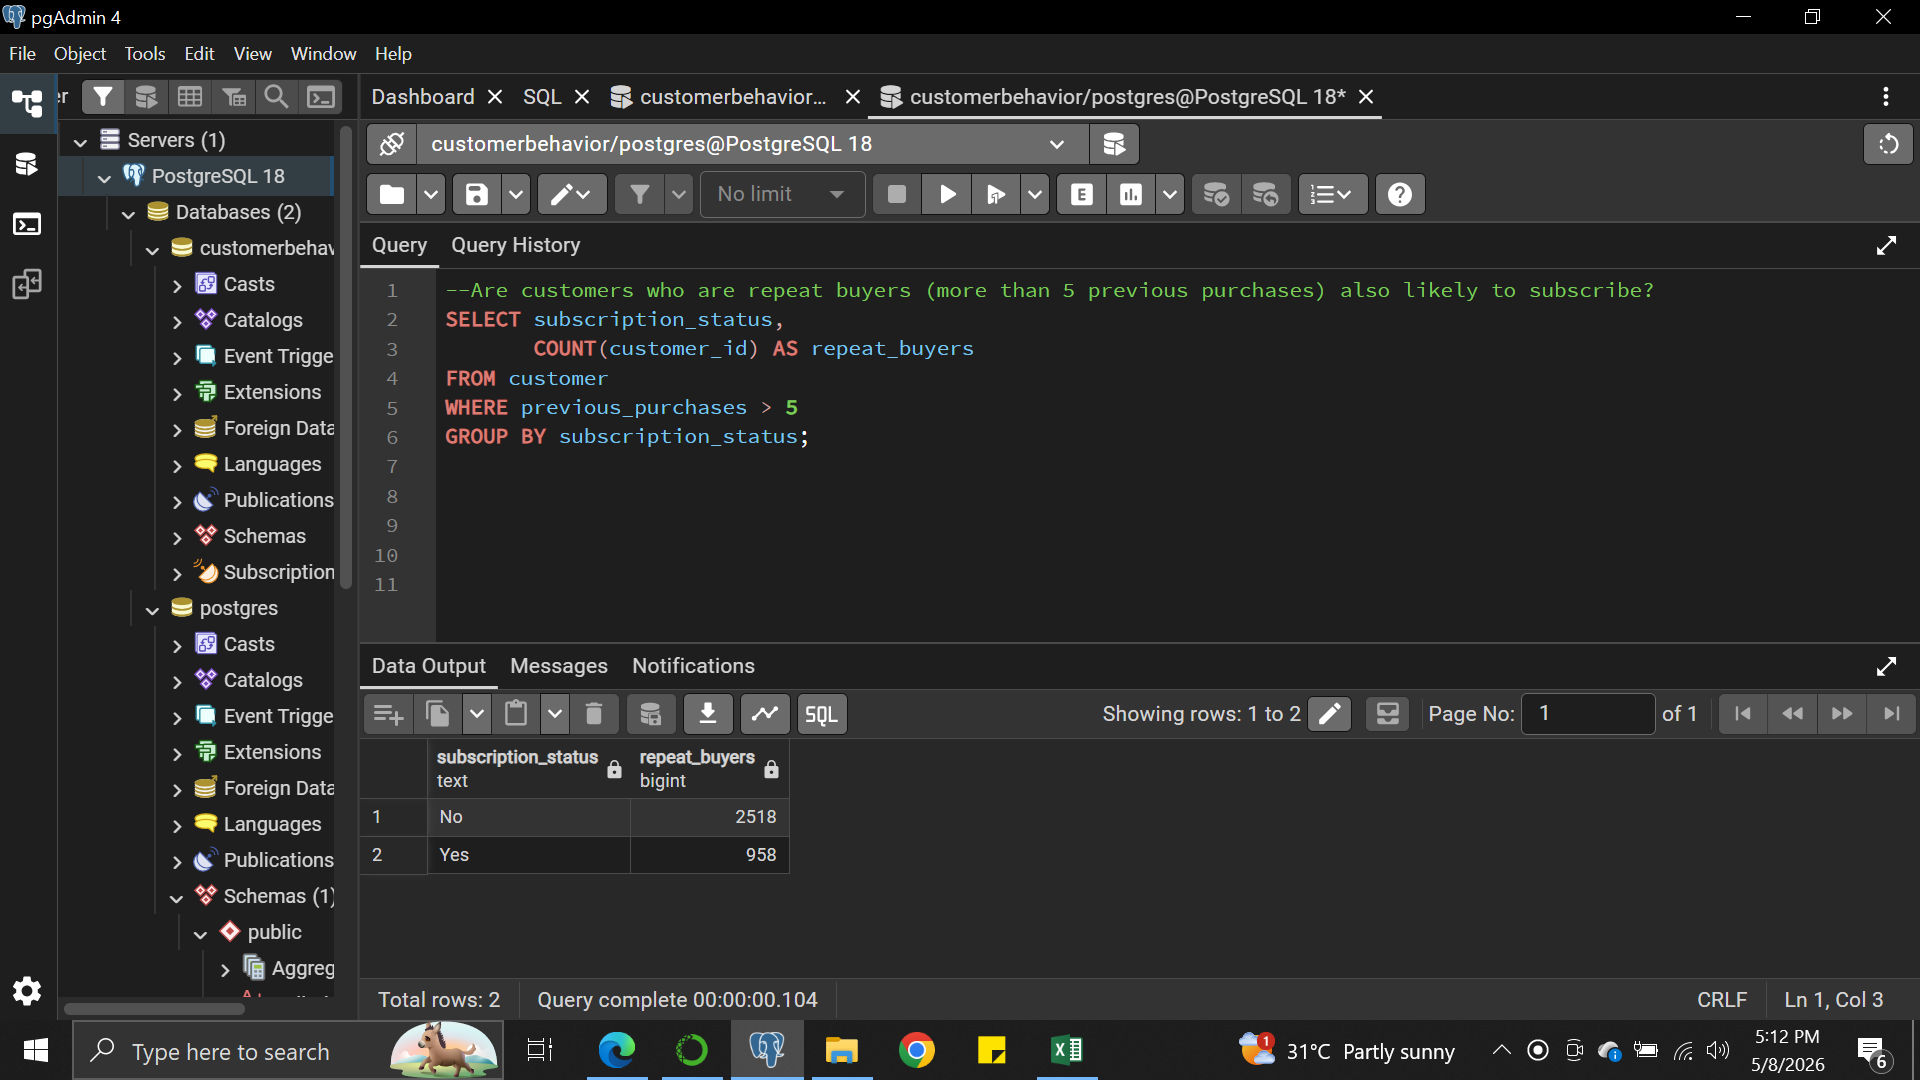 pgAdmin 4
File Object Tools Edit View Window Help
Dashboard SQL customerbehavior... customerbehavior/postgres@PostgreSQL 18*
customerbehavior/postgres@PostgreSQL 18
No limit
E
Query Query History
Servers (1)
PostgreSQL 18
Databases (2)
customerbehav
Casts
Catalogs
Event Trigge
Extensions
Foreign Data
Languages
Publications
Schemas
Subscription
postgres
Casts
Catalogs
Event Trigge
Extensions
Foreign Data
Languages
Publications
Schemas (1)
public
Aggreg
1 --Are customers who are repeat buyers (more than 5 previous purchases) also likely to subscribe?
2 SELECT subscription_status,
3 COUNT(customer_id) AS repeat_buyers
4 FROM customer
5 WHERE previous_purchases > 5
6 GROUP BY subscription_status;
7
8
9
10
11
Data Output Messages Notifications
SQL
Showing rows: 1 to 2 Page No: 1 of 1
subscription_status repeat_buyers
text bigint
1 No 2518
2 Yes 958
Total rows: 2 Query complete 00:00:00.104 CRLF Ln 1, Col 3
Type here to search
1 31°C Partly sunny
5:12 PM
5/8/2026
6